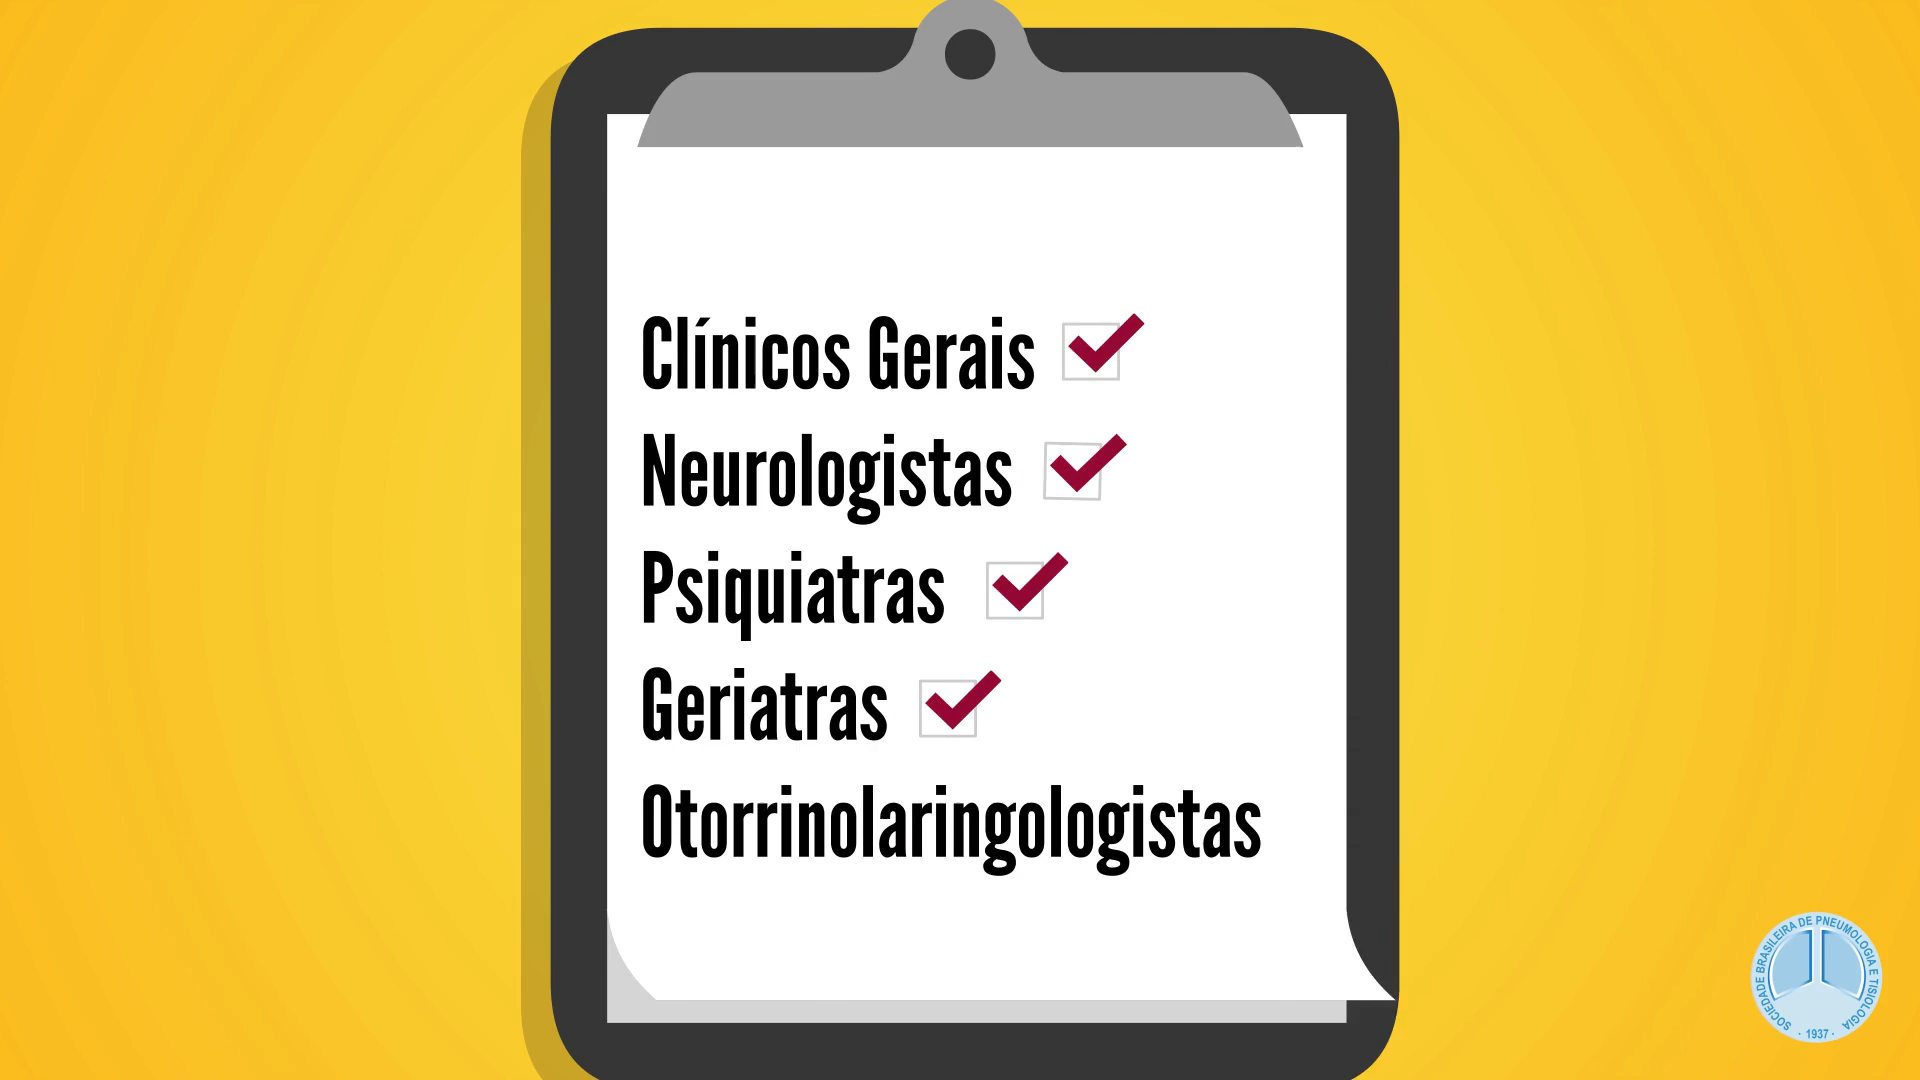 Clínicos Gerais
Neurologistas
Psiquiatras
Geriatras
Otorrinolaringologistas
SOCIEDADE BRASILEIRA DE PNEUMOLOGIA E TISIOLOGIA
· 1937 ·